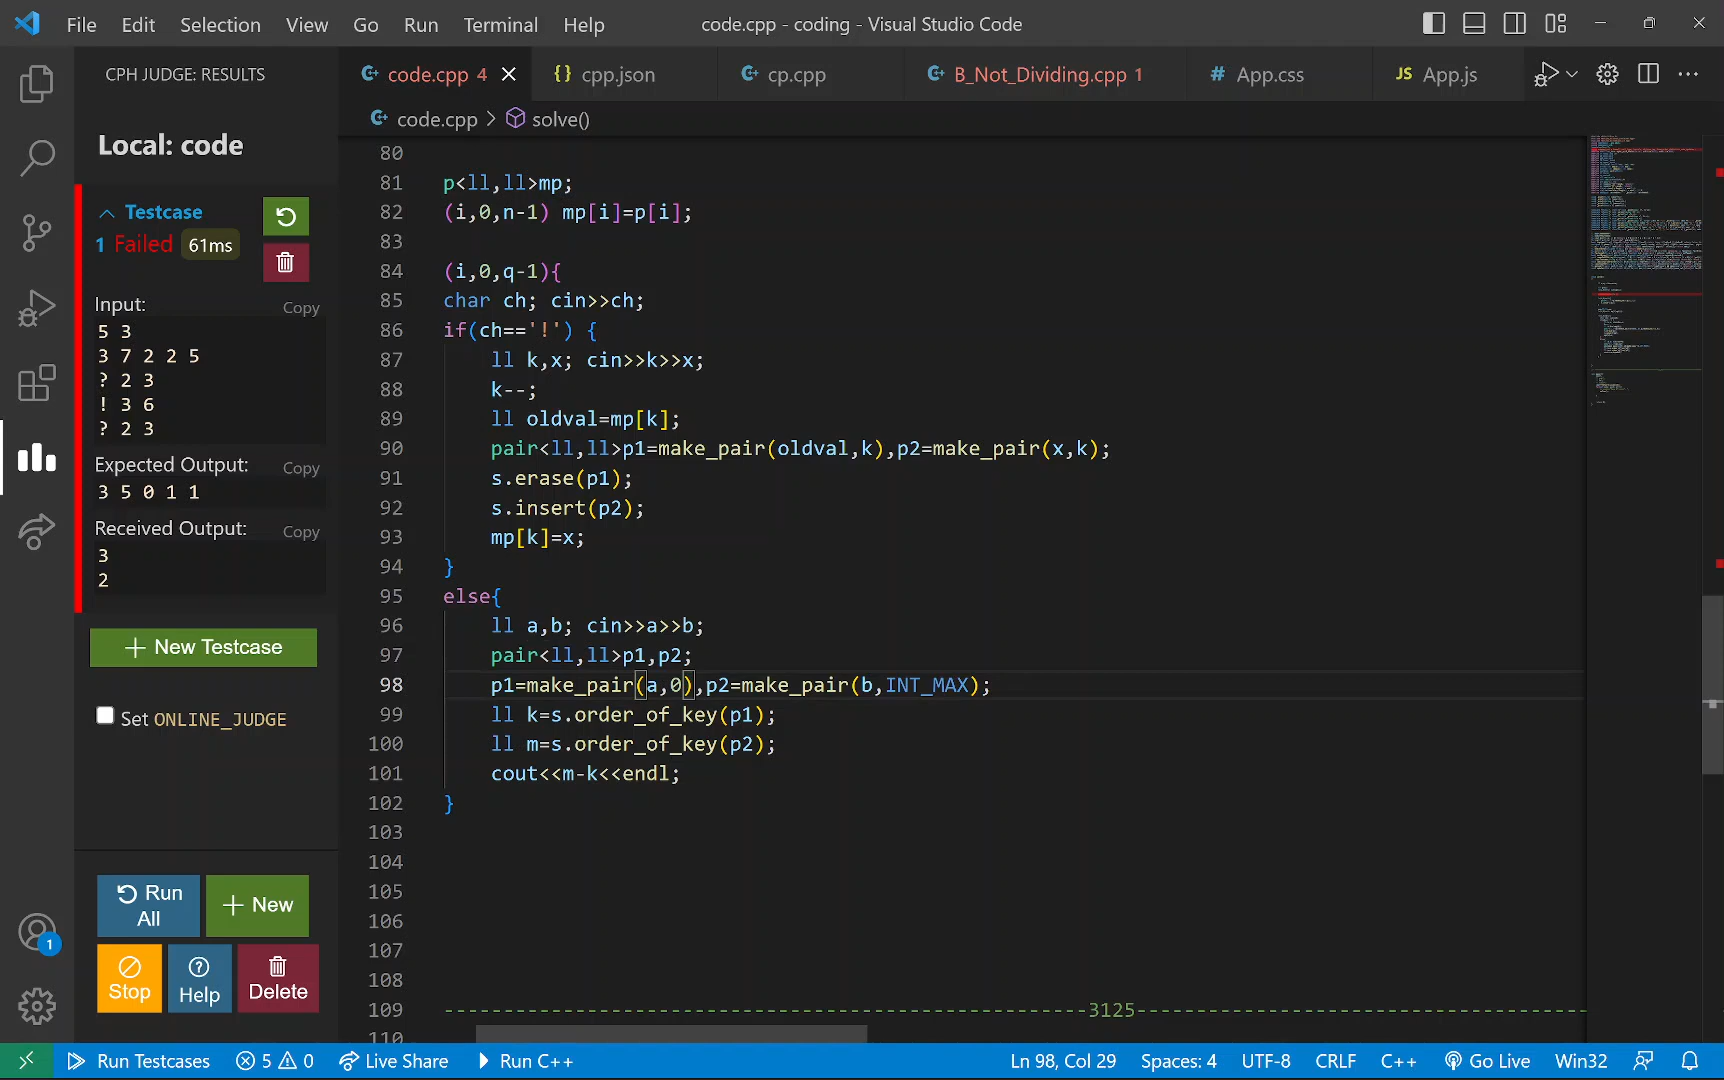 File Edit Selection View Go Run Terminal Help code.cpp - coding - Visual Studio Code
CPH JUDGE: RESULTS
code.cpp 4 cpp.json cp.cpp B_Not_Dividing.cpp 1 # App.css JS App.js
code.cpp > solve()
Local: code
Testcase
1 Failed 61ms
Input: Copy
5 3
3 7 2 2 5
? 2 3
! 3 6
? 2 3
Expected Output: Copy
3 5 0 1 1
Received Output: Copy
3
2
+ New Testcase
Set ONLINE_JUDGE
Run All
+ New
Stop
Help
Delete
80
81 p<ll,ll>mp;
82 (i,0,n-1) mp[i]=p[i];
83
84 (i,0,q-1){
85 char ch; cin>>ch;
86 if(ch=='!') {
87 ll k,x; cin>>k>>x;
88 k--;
89 ll oldval=mp[k];
90 pair<ll,ll>p1=make_pair(oldval,k),p2=make_pair(x,k);
91 s.erase(p1);
92 s.insert(p2);
93 mp[k]=x;
94 }
95 else{
96 ll a,b; cin>>a>>b;
97 pair<ll,ll>p1,p2;
98 p1=make_pair(a,0),p2=make_pair(b,INT_MAX);
99 ll k=s.order_of_key(p1);
100 ll m=s.order_of_key(p2);
101 cout<<m-k<<endl;
102 }
103
104
105
106
107
108
109 ------------------------------------------------------3125----------------------------------------
110
1
Run Testcases 5 0 Live Share Run C++ Ln 98, Col 29 Spaces: 4 UTF-8 CRLF C++ Go Live Win32